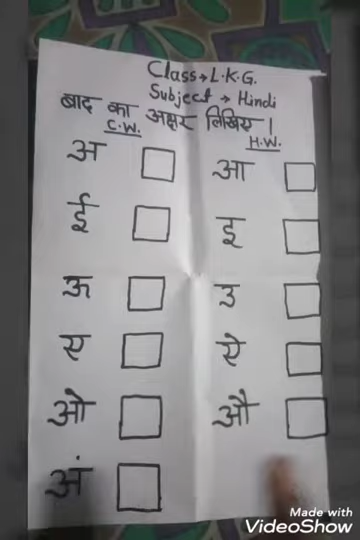 Class→L.K.G.
Subject → Hindi
बाद का अक्षर लिखिए ।
C.W. H.W.
अ आ
ई इ
ऊ उ
ए ऐ
ओ औ
अं
Made with
VideoShow